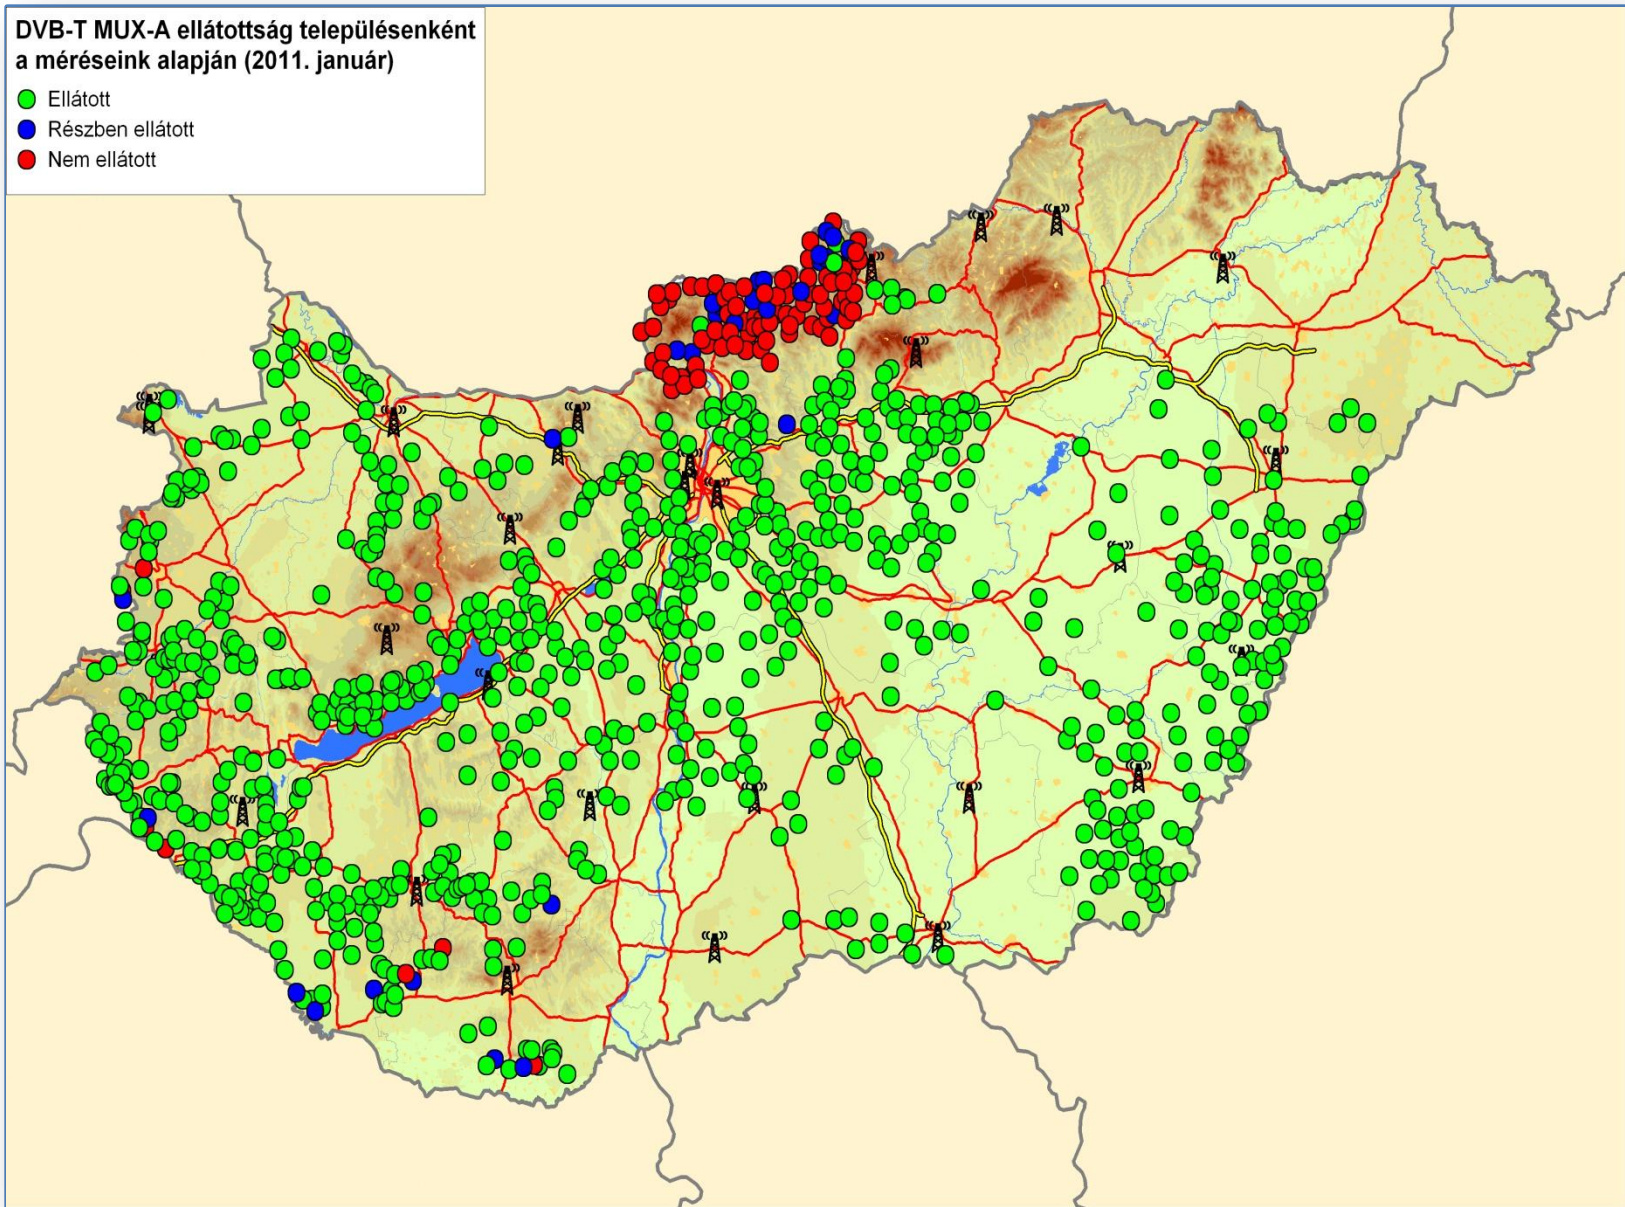 DVB-T MUX-A ellátottság településenként
a méréseink alapján (2011. január)
Ellátott
Részben ellátott
Nem ellátott